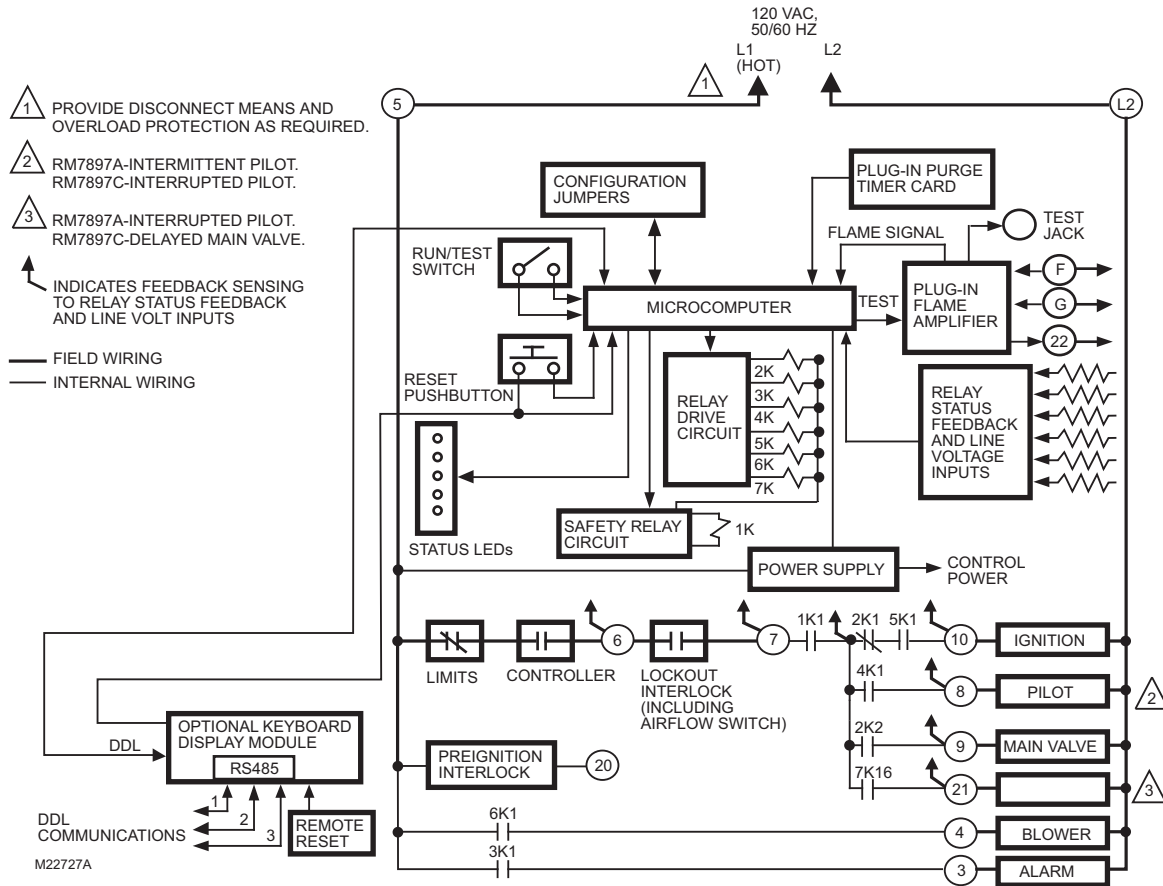 120 VAC,
50/60 HZ
L1
(HOT)
L2
1
5
L2
1
PROVIDE DISCONNECT MEANS AND
OVERLOAD PROTECTION AS REQUIRED.
2
RM7897A-INTERMITTENT PILOT.
RM7897C-INTERRUPTED PILOT.
3
RM7897A-INTERRUPTED PILOT.
RM7897C-DELAYED MAIN VALVE.
INDICATES FEEDBACK SENSING
TO RELAY STATUS FEEDBACK
AND LINE VOLT INPUTS
FIELD WIRING
INTERNAL WIRING
CONFIGURATION
JUMPERS
PLUG-IN PURGE
TIMER CARD
RUN/TEST
SWITCH
FLAME SIGNAL
TEST
JACK
MICROCOMPUTER
TEST
PLUG-IN
FLAME
AMPLIFIER
F
G
22
RESET
PUSHBUTTON
RELAY
DRIVE
CIRCUIT
2K
3K
4K
5K
6K
7K
RELAY
STATUS
FEEDBACK
AND LINE
VOLTAGE
INPUTS
STATUS LEDs
SAFETY RELAY
CIRCUIT
1K
POWER SUPPLY
CONTROL
POWER
LIMITS
CONTROLLER
6
LOCKOUT
INTERLOCK
(INCLUDING
AIRFLOW SWITCH)
7
1K1
2K1
5K1
10
IGNITION
4K1
8
PILOT
2
2K2
9
MAIN VALVE
7K16
21
3
PREIGNITION
INTERLOCK
20
6K1
4
BLOWER
3K1
3
ALARM
DDL
OPTIONAL KEYBOARD
DISPLAY MODULE
RS485
1
2
3
DDL
COMMUNICATIONS
REMOTE
RESET
M22727A